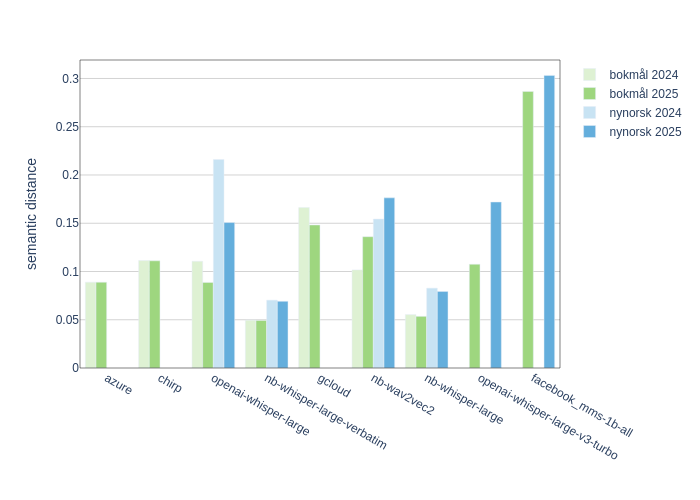 bokmål 2024
bokmål 2025
nynorsk 2024
nynorsk 2025
semantic distance
0.3
0.25
0.2
0.15
0.1
0.05
0
azure
chirp
openai-whisper-large
nb-whisper-large-verbatim
gcloud
nb-wav2vec2
nb-whisper-large
openai-whisper-large-v3-turbo
facebook_mms-1b-all